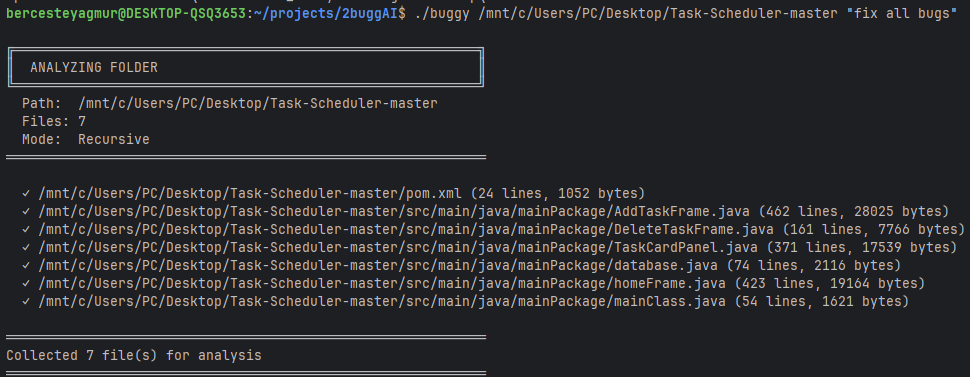 bercesteyagmur@DESKTOP-QSQ3653:~/projects/2buggAI$ ./buggy /mnt/c/Users/PC/Desktop/Task-Scheduler-master "fix all bugs"
ANALYZING FOLDER
Path: /mnt/c/Users/PC/Desktop/Task-Scheduler-master
Files: 7
Mode: Recursive
✓ /mnt/c/Users/PC/Desktop/Task-Scheduler-master/pom.xml (24 lines, 1052 bytes)
✓ /mnt/c/Users/PC/Desktop/Task-Scheduler-master/src/main/java/mainPackage/AddTaskFrame.java (462 lines, 28025 bytes)
✓ /mnt/c/Users/PC/Desktop/Task-Scheduler-master/src/main/java/mainPackage/DeleteTaskFrame.java (161 lines, 7766 bytes)
✓ /mnt/c/Users/PC/Desktop/Task-Scheduler-master/src/main/java/mainPackage/TaskCardPanel.java (371 lines, 17539 bytes)
✓ /mnt/c/Users/PC/Desktop/Task-Scheduler-master/src/main/java/mainPackage/database.java (74 lines, 2116 bytes)
✓ /mnt/c/Users/PC/Desktop/Task-Scheduler-master/src/main/java/mainPackage/homeFrame.java (423 lines, 19164 bytes)
✓ /mnt/c/Users/PC/Desktop/Task-Scheduler-master/src/main/java/mainPackage/mainClass.java (54 lines, 1621 bytes)
Collected 7 file(s) for analysis